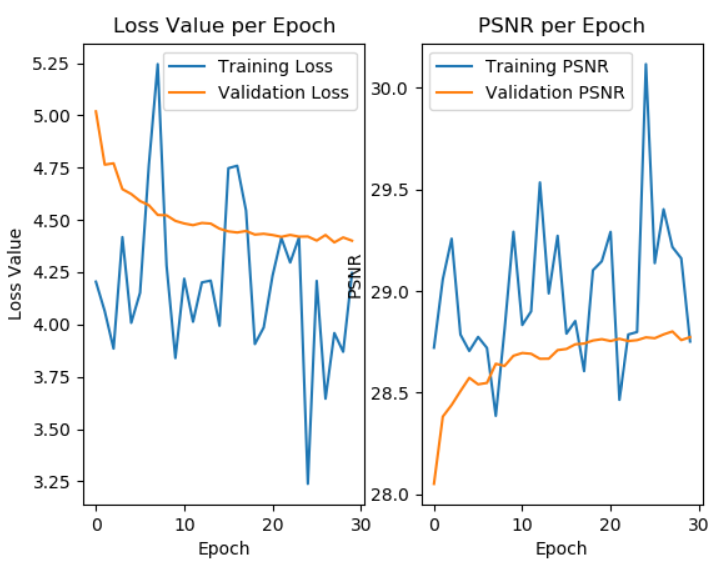 Loss Value per Epoch
Training Loss
Validation Loss
5.25
5.00
4.75
4.50
4.25
4.00
3.75
3.50
3.25
Loss Value
0
10
20
30
Epoch
PSNR per Epoch
Training PSNR
Validation PSNR
30.0
29.5
29.0
28.5
28.0
PSNR
0
10
20
30
Epoch